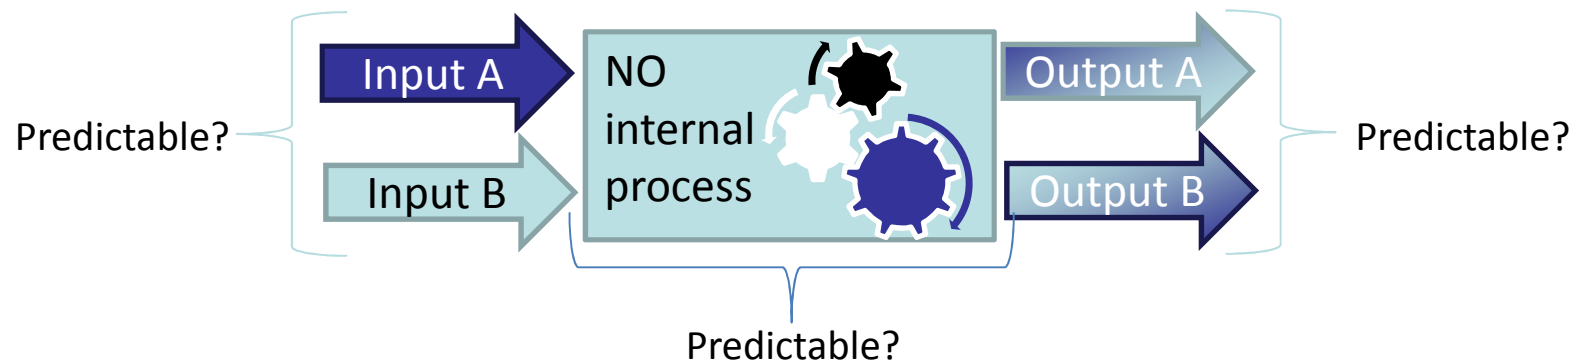 Predictable?
Input A
Input B
NO
internal
process
Output A
Output B
Predictable?
Predictable?